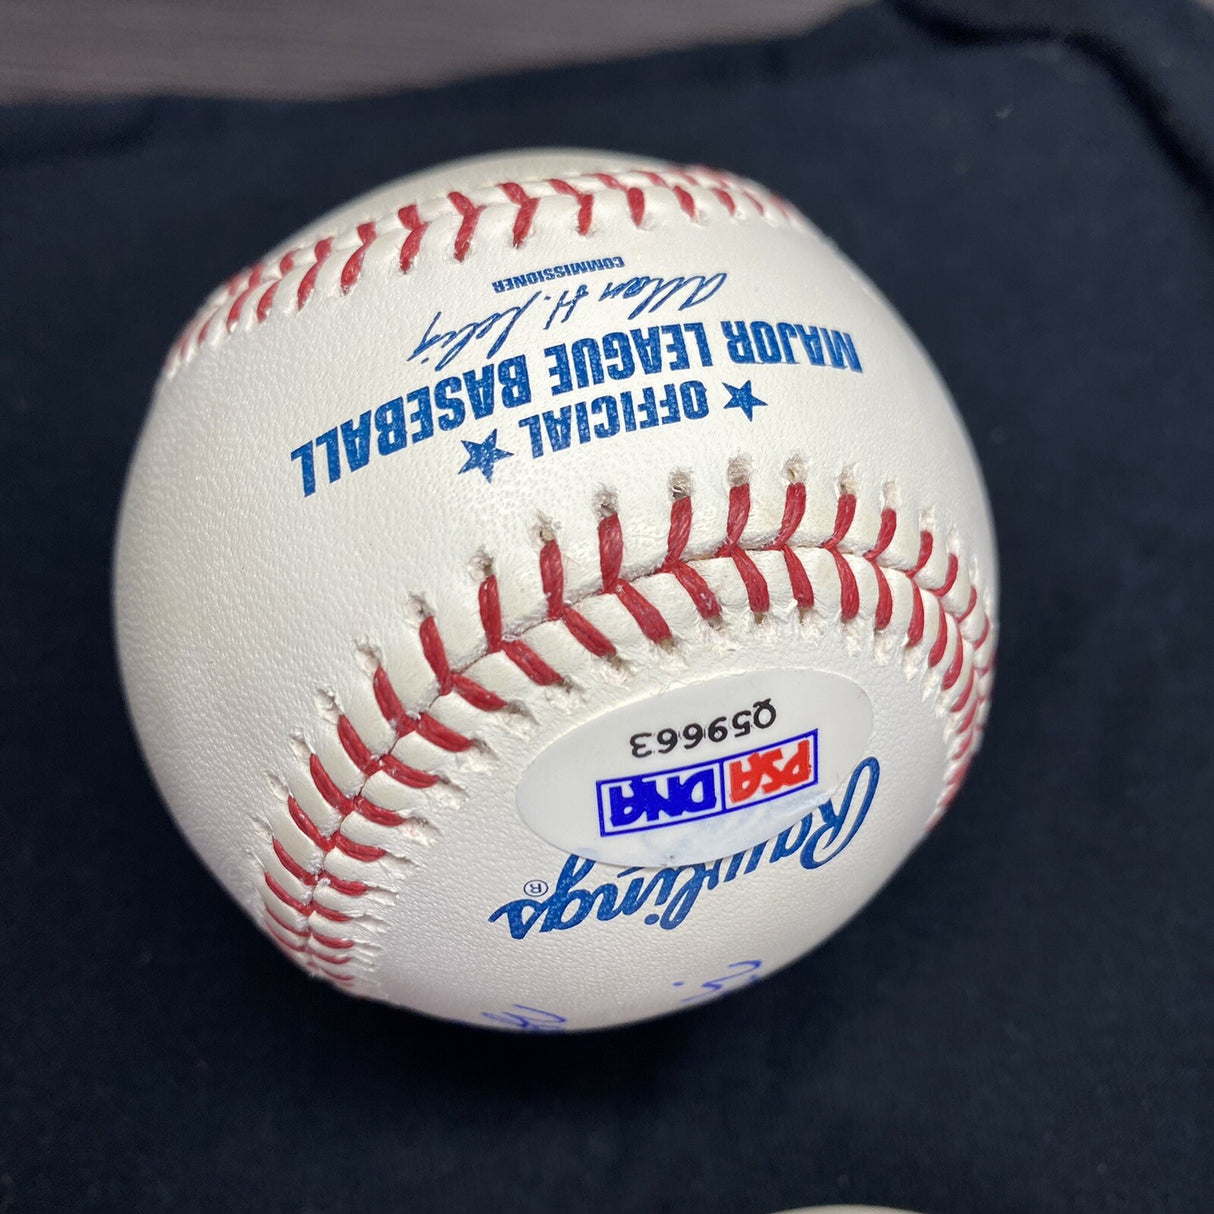 Rawlings®
PSA DNA
Q59663
★ OFFICIAL ★
MAJOR LEAGUE BASEBALL
Allan H. Selig
COMMISSIONER